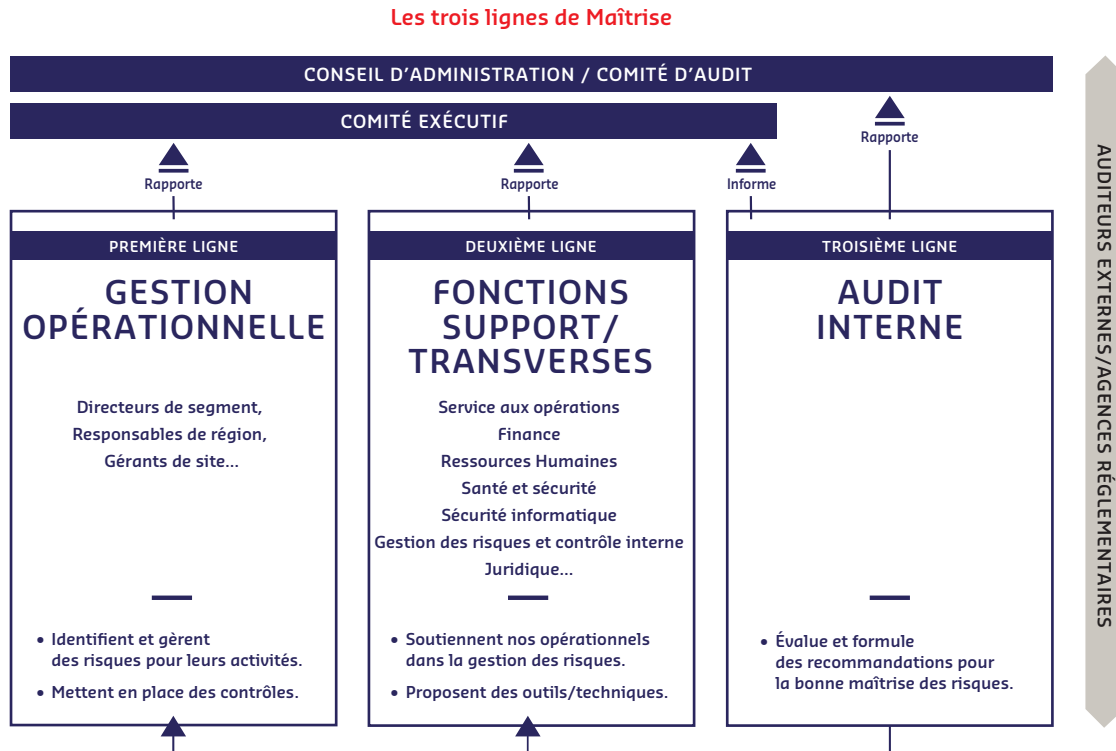 Les trois lignes de Maîtrise
CONSEIL D’ADMINISTRATION / COMITÉ D’AUDIT
COMITÉ EXÉCUTIF
Rapporte
Rapporte
Rapporte
Informe
PREMIÈRE LIGNE
GESTION
OPÉRATIONNELLE
Directeurs de segment,
Responsables de région,
Gérants de site...
• Identifient et gèrent
des risques pour leurs activités.
• Mettent en place des contrôles.
DEUXIÈME LIGNE
FONCTIONS
SUPPORT/
TRANSVERSES
Service aux opérations
Finance
Ressources Humaines
Santé et sécurité
Sécurité informatique
Gestion des risques et contrôle interne
Juridique...
• Soutiennent nos opérationnels
dans la gestion des risques.
• Proposent des outils/techniques.
TROISIÈME LIGNE
AUDIT
INTERNE
• Évalue et formule
des recommandations pour
la bonne maîtrise des risques.
AUDITEURS EXTERNES/AGENCES RÉGLEMENTAIRES